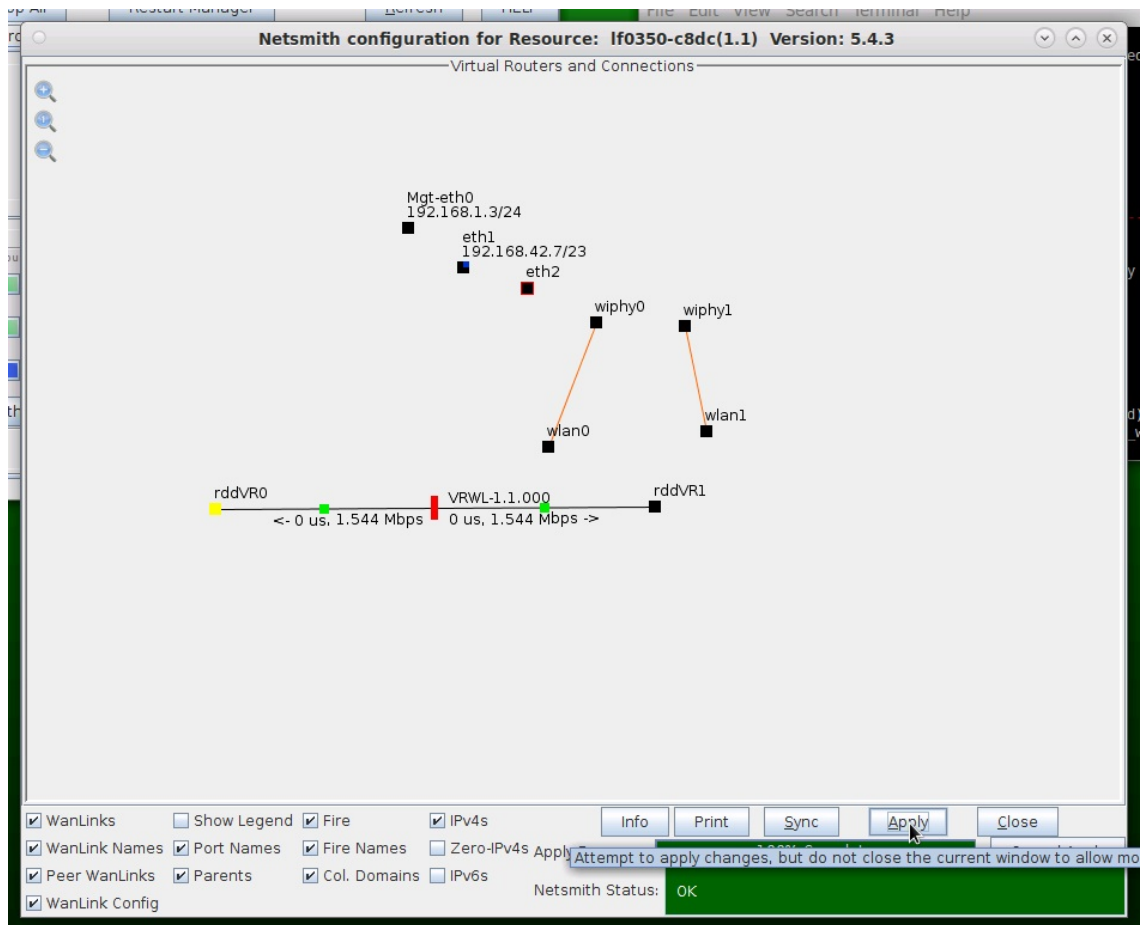 Restart Manager
Refresh
HELP
File Edit View Search Terminal Help
Netsmith configuration for Resource: lf0350-c8dc(1.1) Version: 5.4.3
Virtual Routers and Connections
Mgt-eth0
192.168.1.3/24
eth1
192.168.42.7/23
eth2
wiphy0
wiphy1
wlan1
wlan0
rddVR0
VRWL-1.1.000
rddVR1
<- 0 us, 1.544 Mbps
0 us, 1.544 Mbps ->
WanLinks Show Legend Fire IPv4s Info Print Sync Apply Close
WanLink Names Port Names Fire Names Zero-IPv4s
Attempt to apply changes, but do not close the current window to allow mo
Peer WanLinks Parents Col. Domains IPv6s
Netsmith Status: OK
WanLink Config